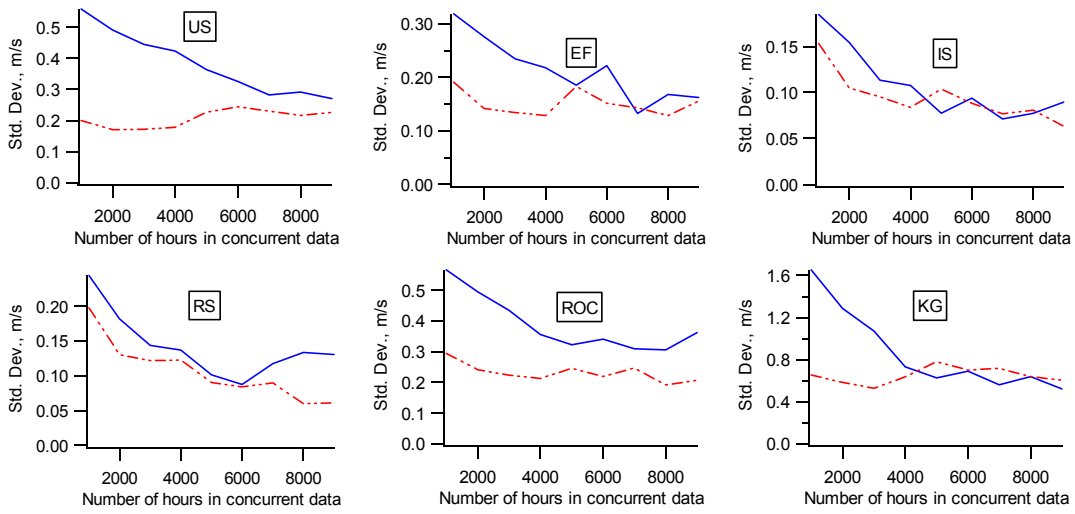 US
Std. Dev., m/s
0.5
0.4
0.3
0.2
0.1
0.0
2000 4000 6000 8000
Number of hours in concurrent data
EF
Std. Dev., m/s
0.30
0.20
0.10
0.00
2000 4000 6000 8000
Number of hours in concurrent data
IS
Std. Dev., m/s
0.15
0.10
0.05
0.00
2000 4000 6000 8000
Number of hours in concurrent data
RS
Std. Dev., m/s
0.20
0.15
0.10
0.05
0.00
2000 4000 6000 8000
Number of hours in concurrent data
ROC
Std. Dev., m/s
0.5
0.4
0.3
0.2
0.1
0.0
2000 4000 6000 8000
Number of hours in concurrent data
KG
Std. Dev., m/s
1.6
1.2
0.8
0.4
0.0
2000 4000 6000 8000
Number of hours in concurrent data